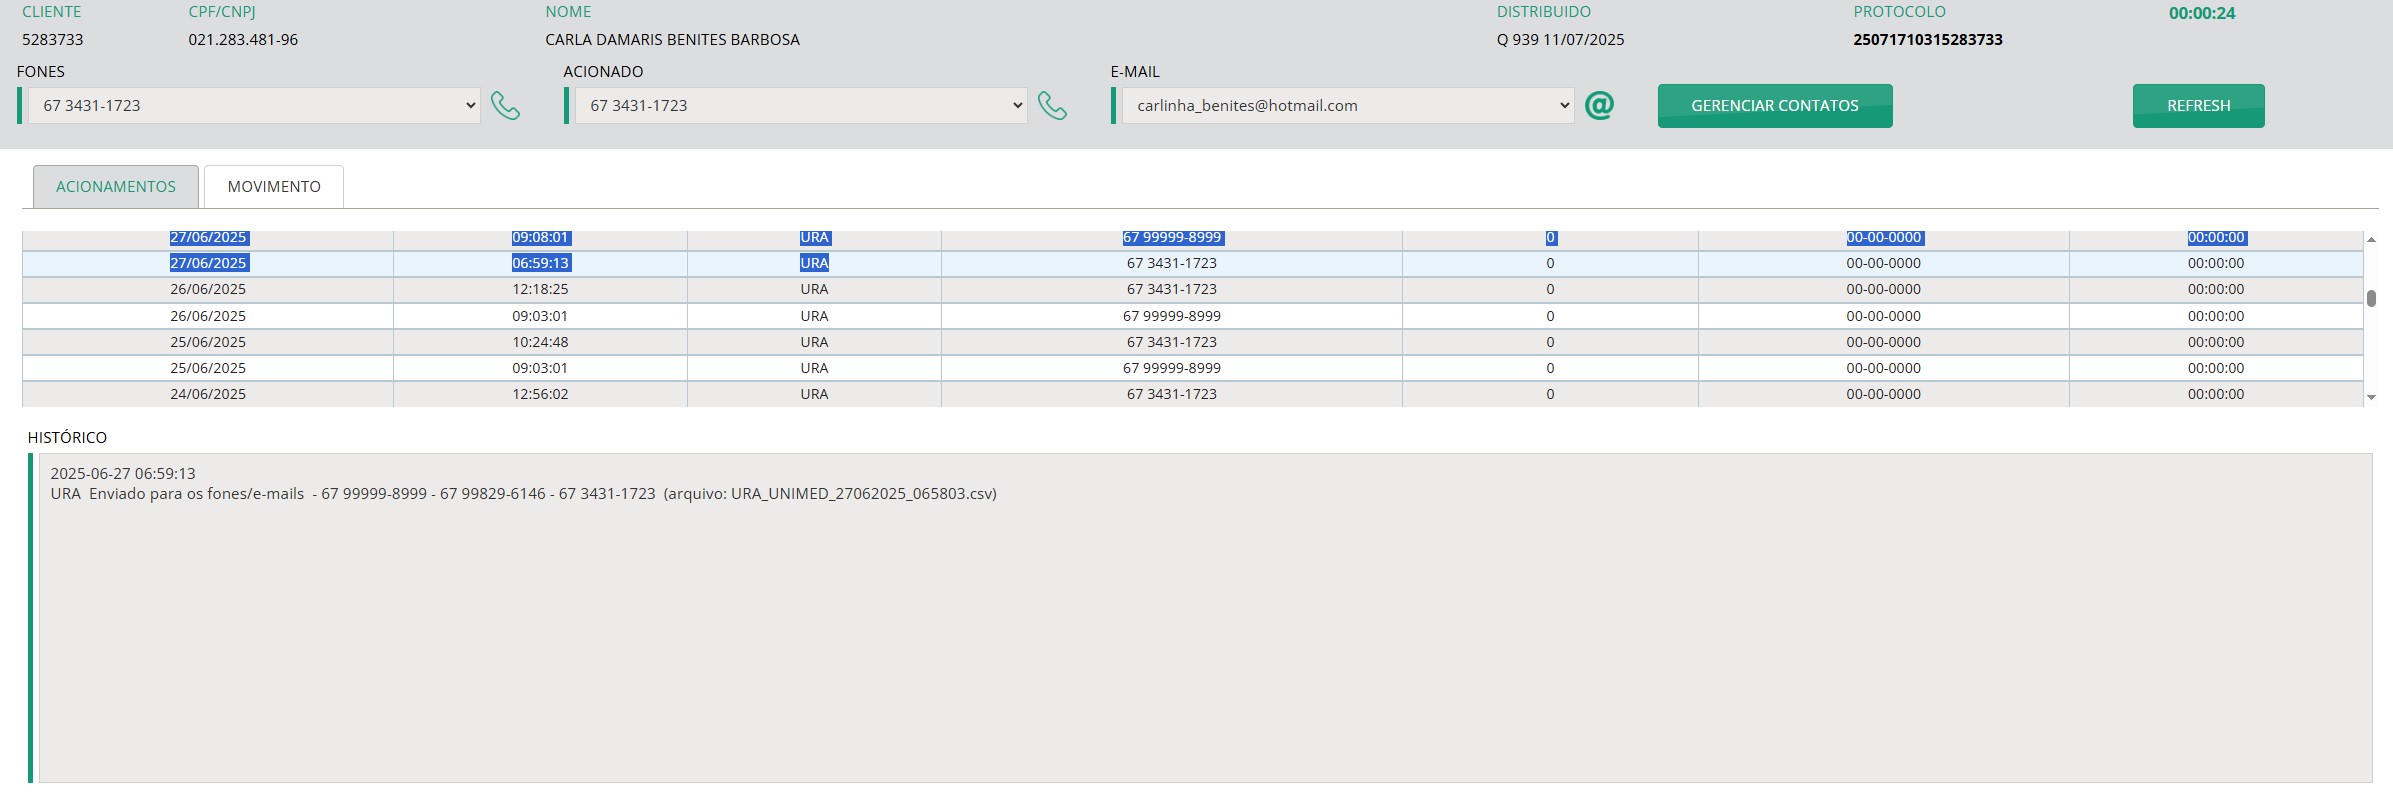 CLIENTE CPF/CNPJ NOME DISTRIBUIDO PROTOCOLO 00:00:24
5283733 021.283.481-96 CARLA DAMARIS BENITES BARBOSA Q 939 11/07/2025 25071710315283733
FONES ACIONADO E-MAIL
67 3431-1723 67 3431-1723 carlinha_benites@hotmail.com @ GERENCIAR CONTATOS REFRESH
ACIONAMENTOS MOVIMENTO
27/06/2025 09:08:01 URA 67 99999-8999 0 00-00-0000 00:00:00
27/06/2025 06:59:13 URA 67 3431-1723 0 00-00-0000 00:00:00
26/06/2025 12:18:25 URA 67 3431-1723 0 00-00-0000 00:00:00
26/06/2025 09:03:01 URA 67 99999-8999 0 00-00-0000 00:00:00
25/06/2025 10:24:48 URA 67 3431-1723 0 00-00-0000 00:00:00
25/06/2025 09:03:01 URA 67 99999-8999 0 00-00-0000 00:00:00
24/06/2025 12:56:02 URA 67 3431-1723 0 00-00-0000 00:00:00
HISTÓRICO
2025-06-27 06:59:13
URA Enviado para os fones/e-mails - 67 99999-8999 - 67 99829-6146 - 67 3431-1723 (arquivo: URA_UNIMED_27062025_065803.csv)